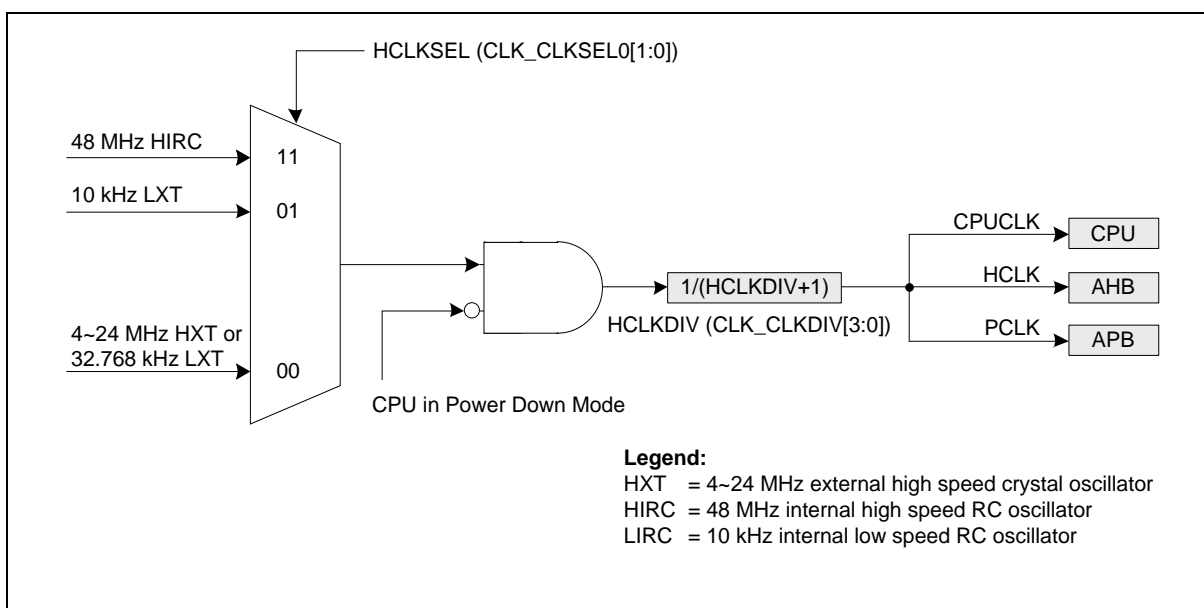 HCLKSEL (CLK_CLKSEL0[1:0])
48 MHz HIRC
11
10 kHz LXT
01
4~24 MHz HXT or
32.768 kHz LXT
00
CPU in Power Down Mode
1/(HCLKDIV+1)
HCLKDIV (CLK_CLKDIV[3:0])
CPUCLK
CPU
HCLK
AHB
PCLK
APB
Legend:
HXT = 4~24 MHz external high speed crystal oscillator
HIRC = 48 MHz internal high speed RC oscillator
LIRC = 10 kHz internal low speed RC oscillator